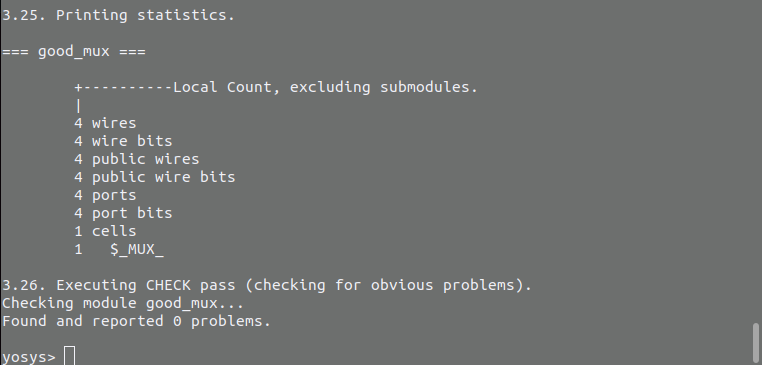 3.25. Printing statistics.

=== good_mux ===

        +----------Local Count, excluding submodules.
        |
        4 wires
        4 wire bits
        4 public wires
        4 public wire bits
        4 ports
        4 port bits
        1 cells
        1   $_MUX_

3.26. Executing CHECK pass (checking for obvious problems).
Checking module good_mux...
Found and reported 0 problems.

yosys>